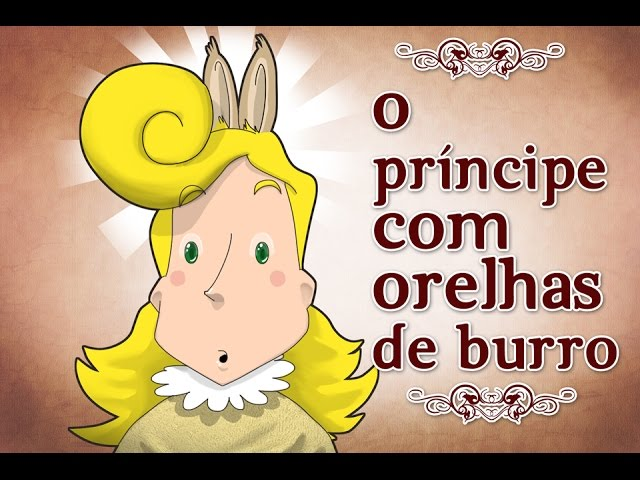 o
príncipe
com
orelhas
de burro